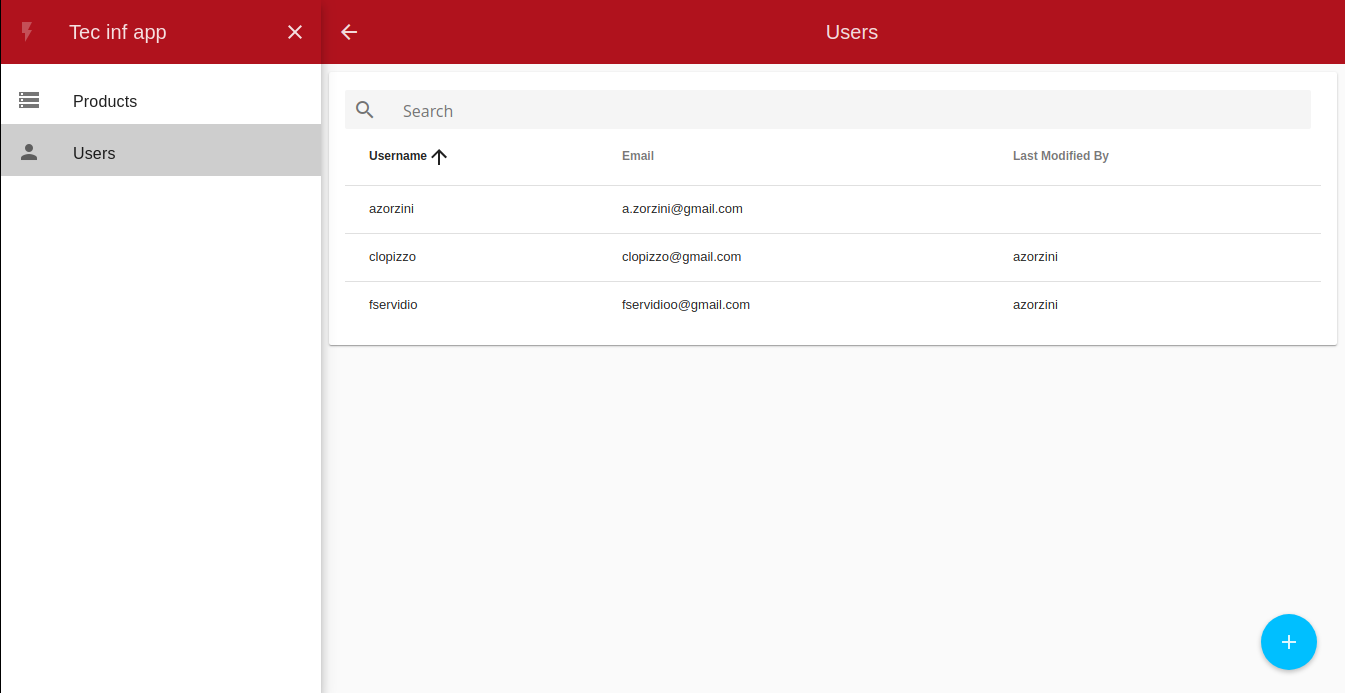 Tec inf app
Users
Products
Users
Search
Username Email Last Modified By
azorzini a.zorzini@gmail.com
clopizzo clopizzo@gmail.com azorzini
fservidio fservidioo@gmail.com azorzini